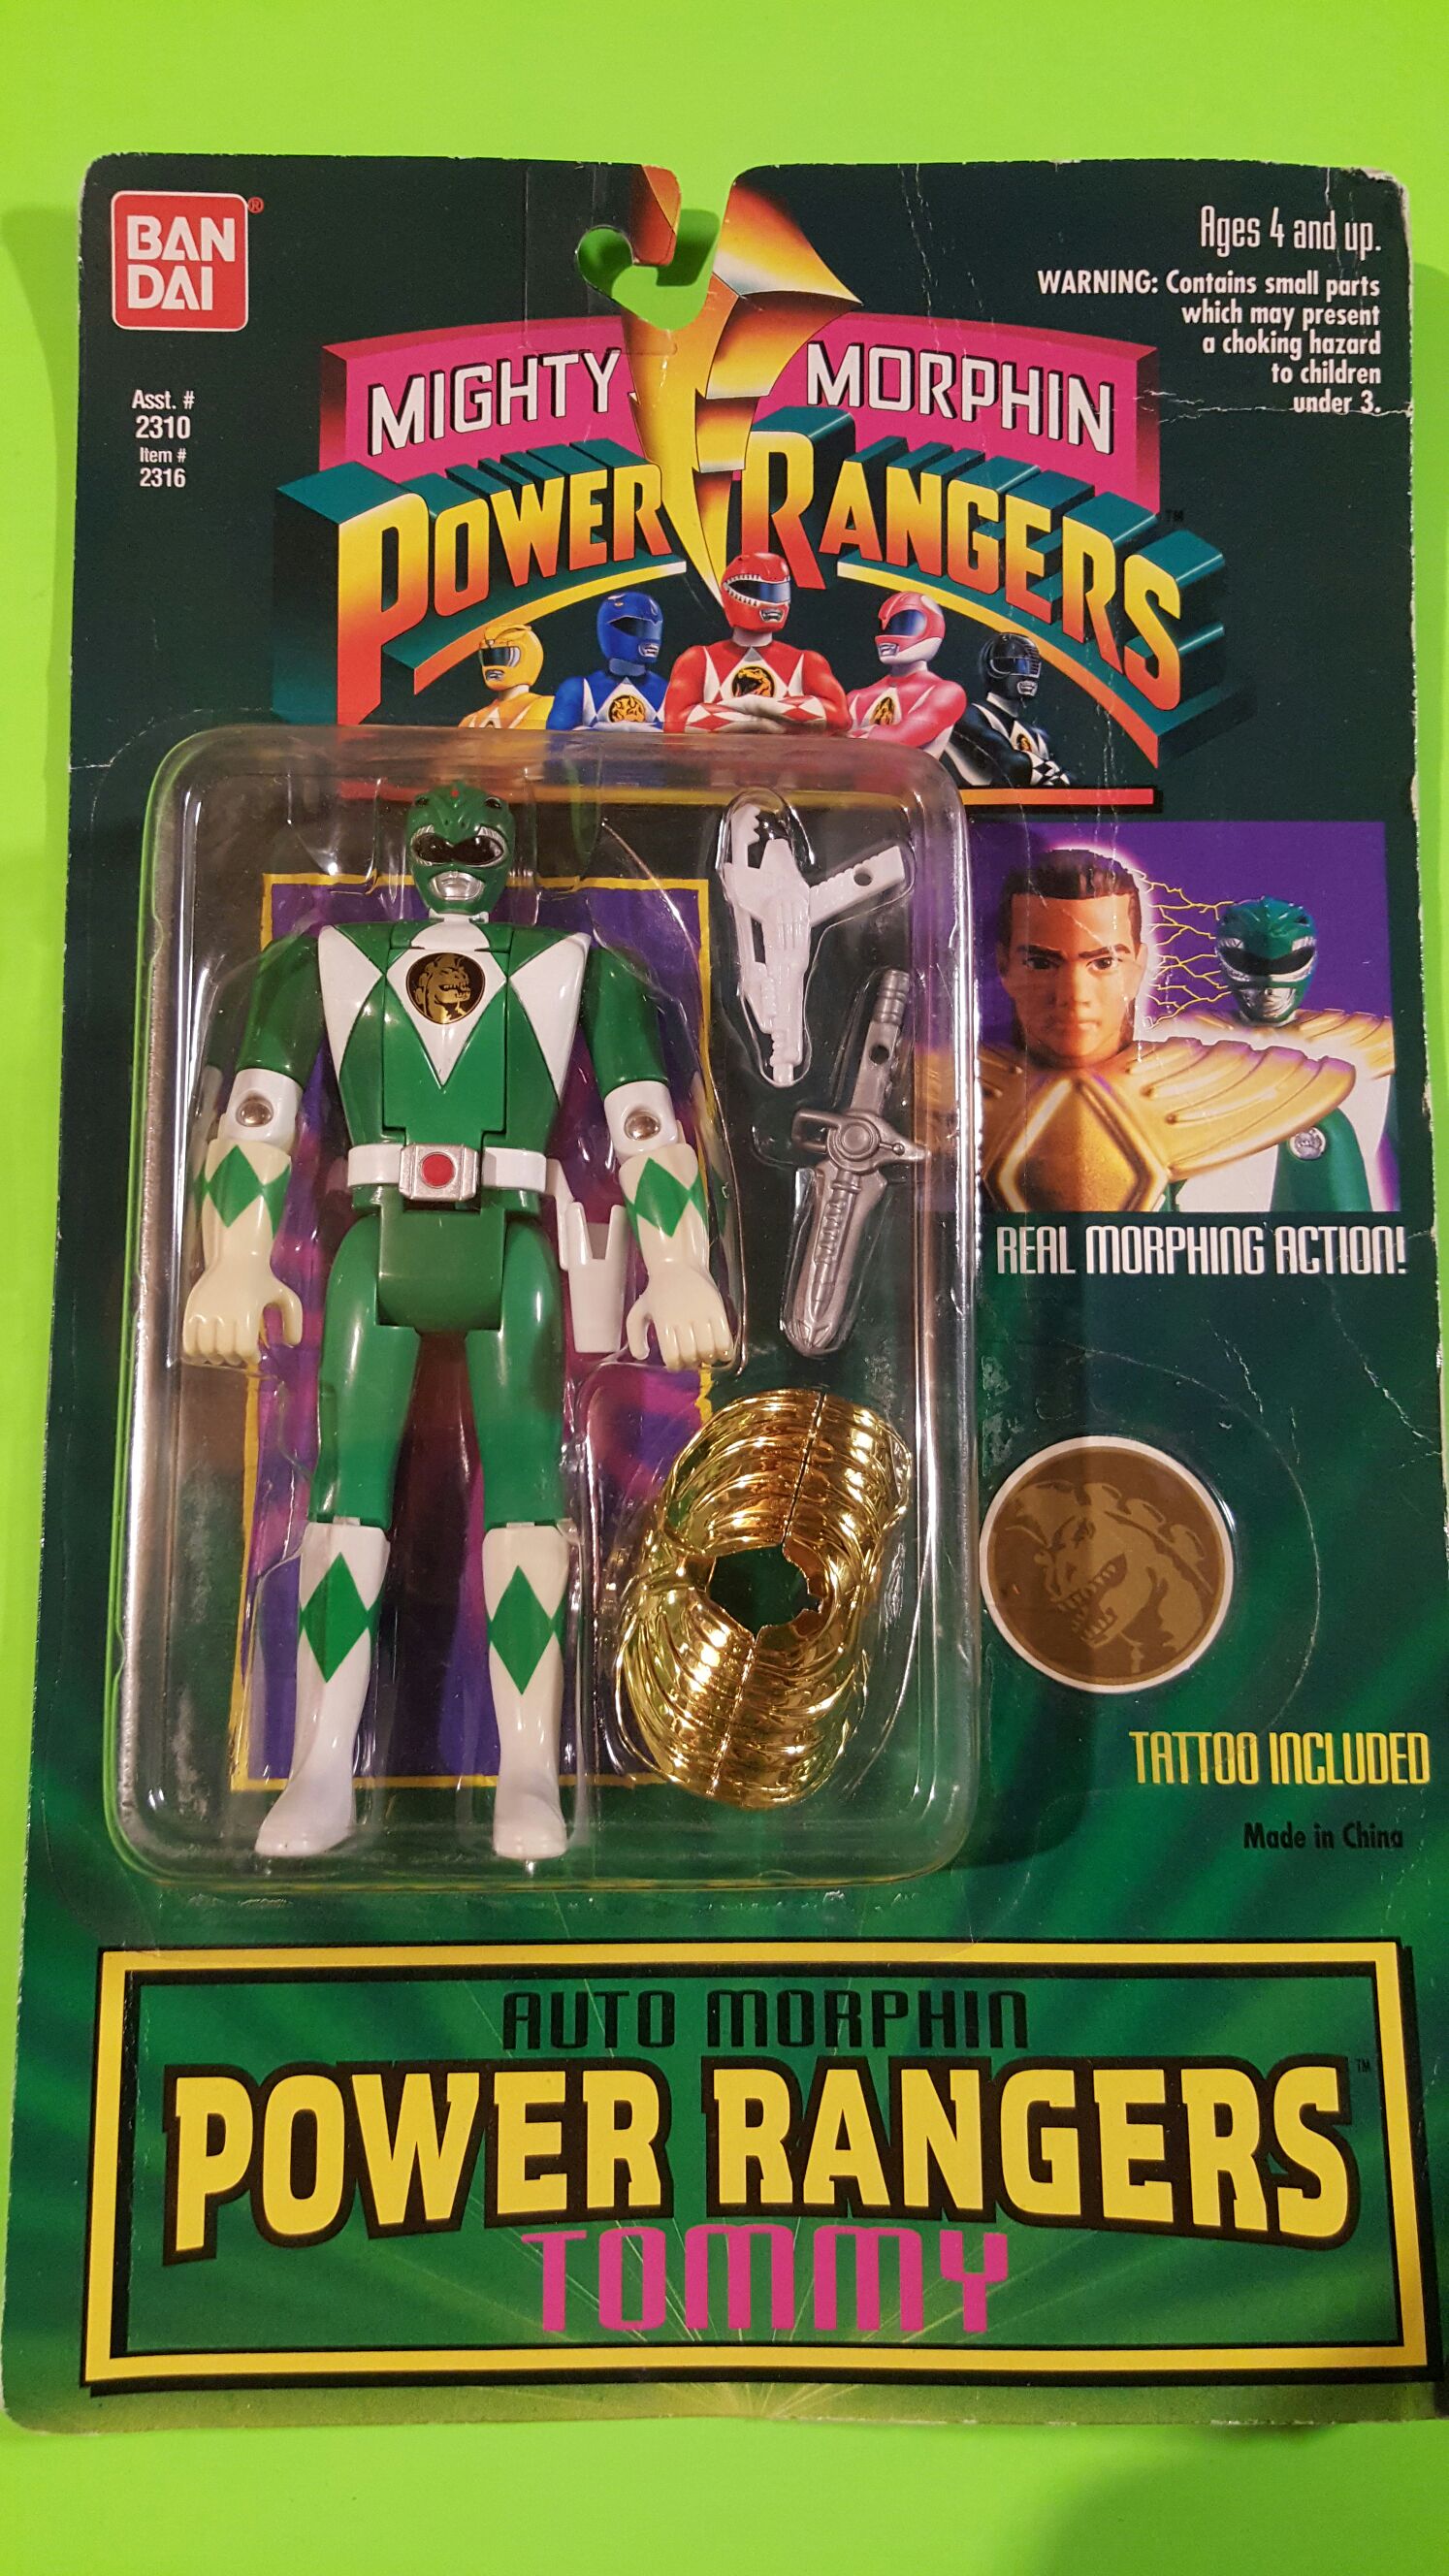 BAN
DAI
®
Ages 4 and up.
WARNING: Contains small parts
which may present
a choking hazard
to children
under 3.
Asst. #
2310
Item #
2316
MIGHTY MORPHIN
POWER RANGERS
TM
REAL MORPHING ACTION!
TATTOO INCLUDED
Made in China
AUTO MORPHIN
POWER RANGERS
TM
TOMMY